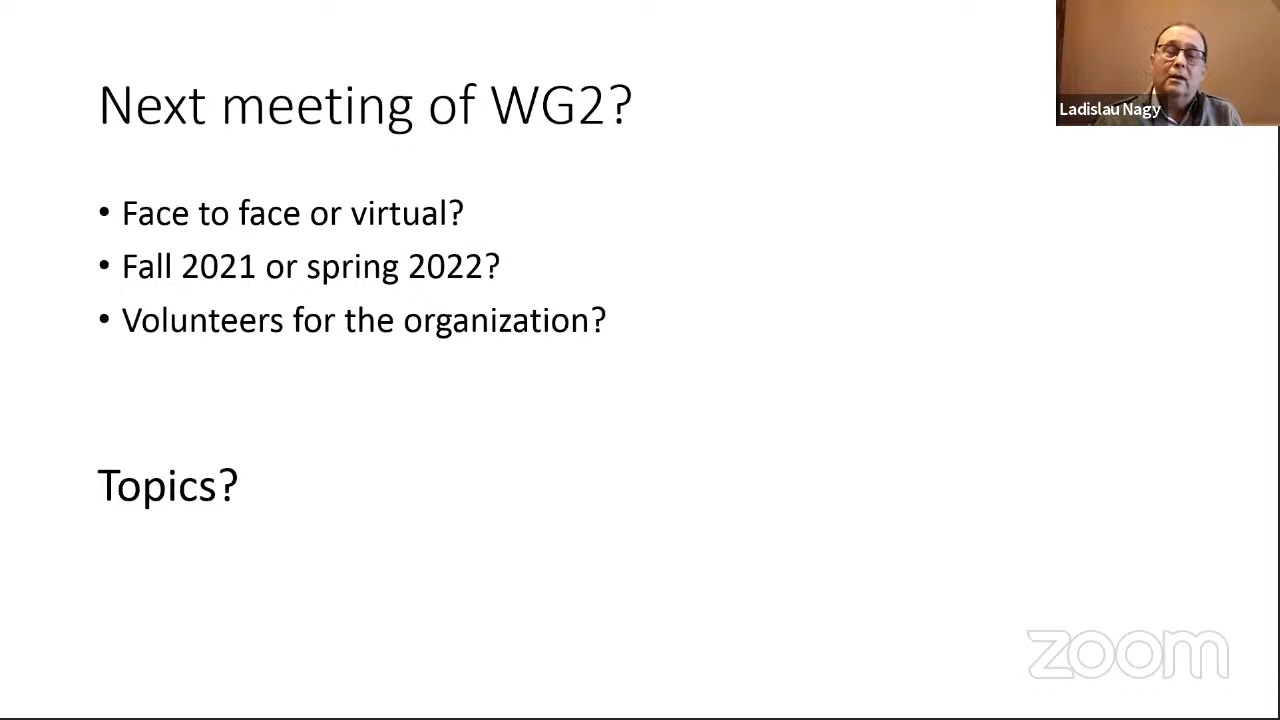 Next meeting of WG2?
Ladislau Nagy
• Face to face or virtual?
• Fall 2021 or spring 2022?
• Volunteers for the organization?
Topics?
zoom